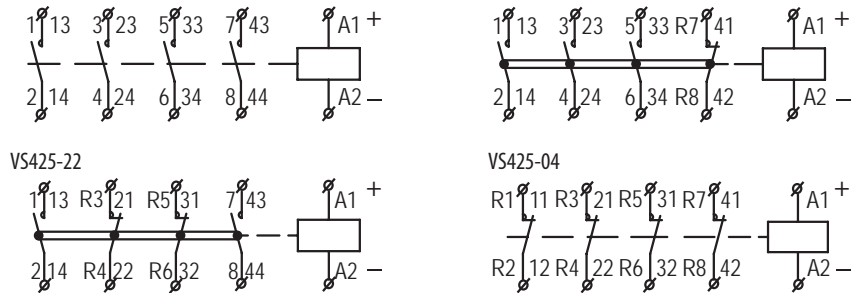 1 13 3 23 5 33 7 43 A1 +
2 14 4 24 6 34 8 44 A2 –
1 13 3 23 5 33 R7 41 A1 +
2 14 4 24 6 34 R8 42 A2 –
VS425-22
1 13 R3 21 R5 31 7 43 A1 +
2 14 R4 22 R6 32 8 44 A2 –
VS425-04
R1 11 R3 21 R5 31 R7 41 A1 +
R2 12 R4 22 R6 32 R8 42 A2 –